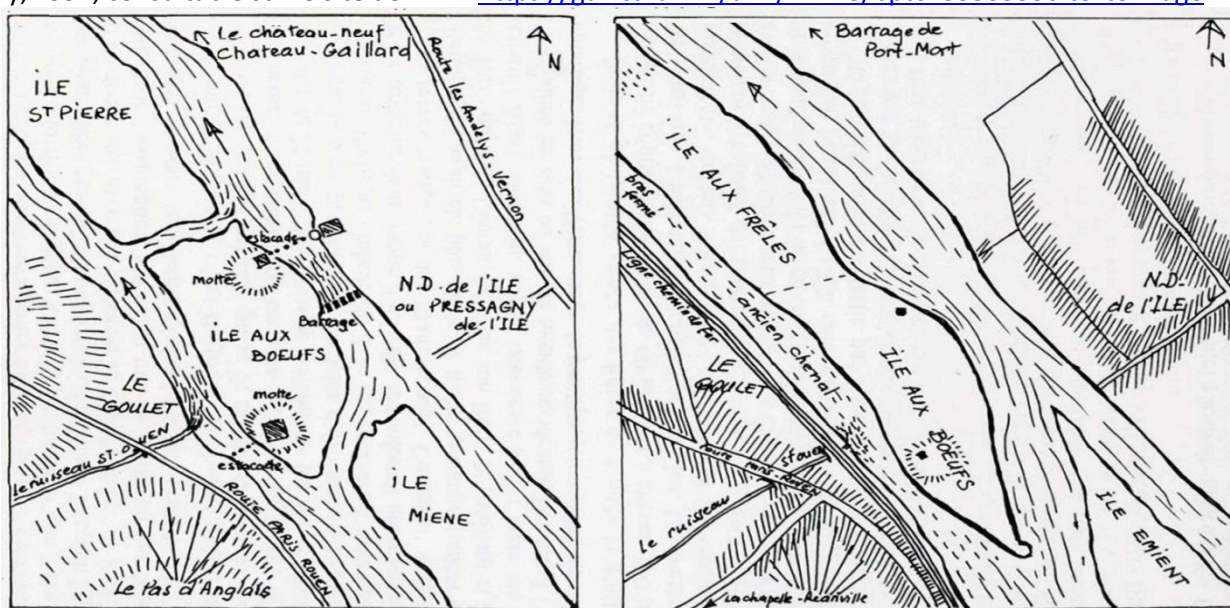 ← Le château-neuf
Chateau-Gaillard
N
Route les Andelys-Vernon
ILE
ST PIERRE
estacade
motte
N.D. de l'ILE
ou PRESSAGNY
de l'ILE
Barrage
ILE AUX
BOEUFS
motte
LE
GOULET
Le ruisseau ST. OUEN
estacade
ROUTE PARIS ROUEN
ILE
MIENE
Le Pas d'Anglais
← Barrage de
Port-Mort
N
ILE AUX FRÊLES
bras
fermé
Ligne chemin de fer
ancien chenal
N.D.
de l'ILE
LE
GOULET
ILE AUX
BOEUFS
route Paris-ROUEN
Le ruisseau St Ouen
ILE EMIENT
La chapelle-Réanville